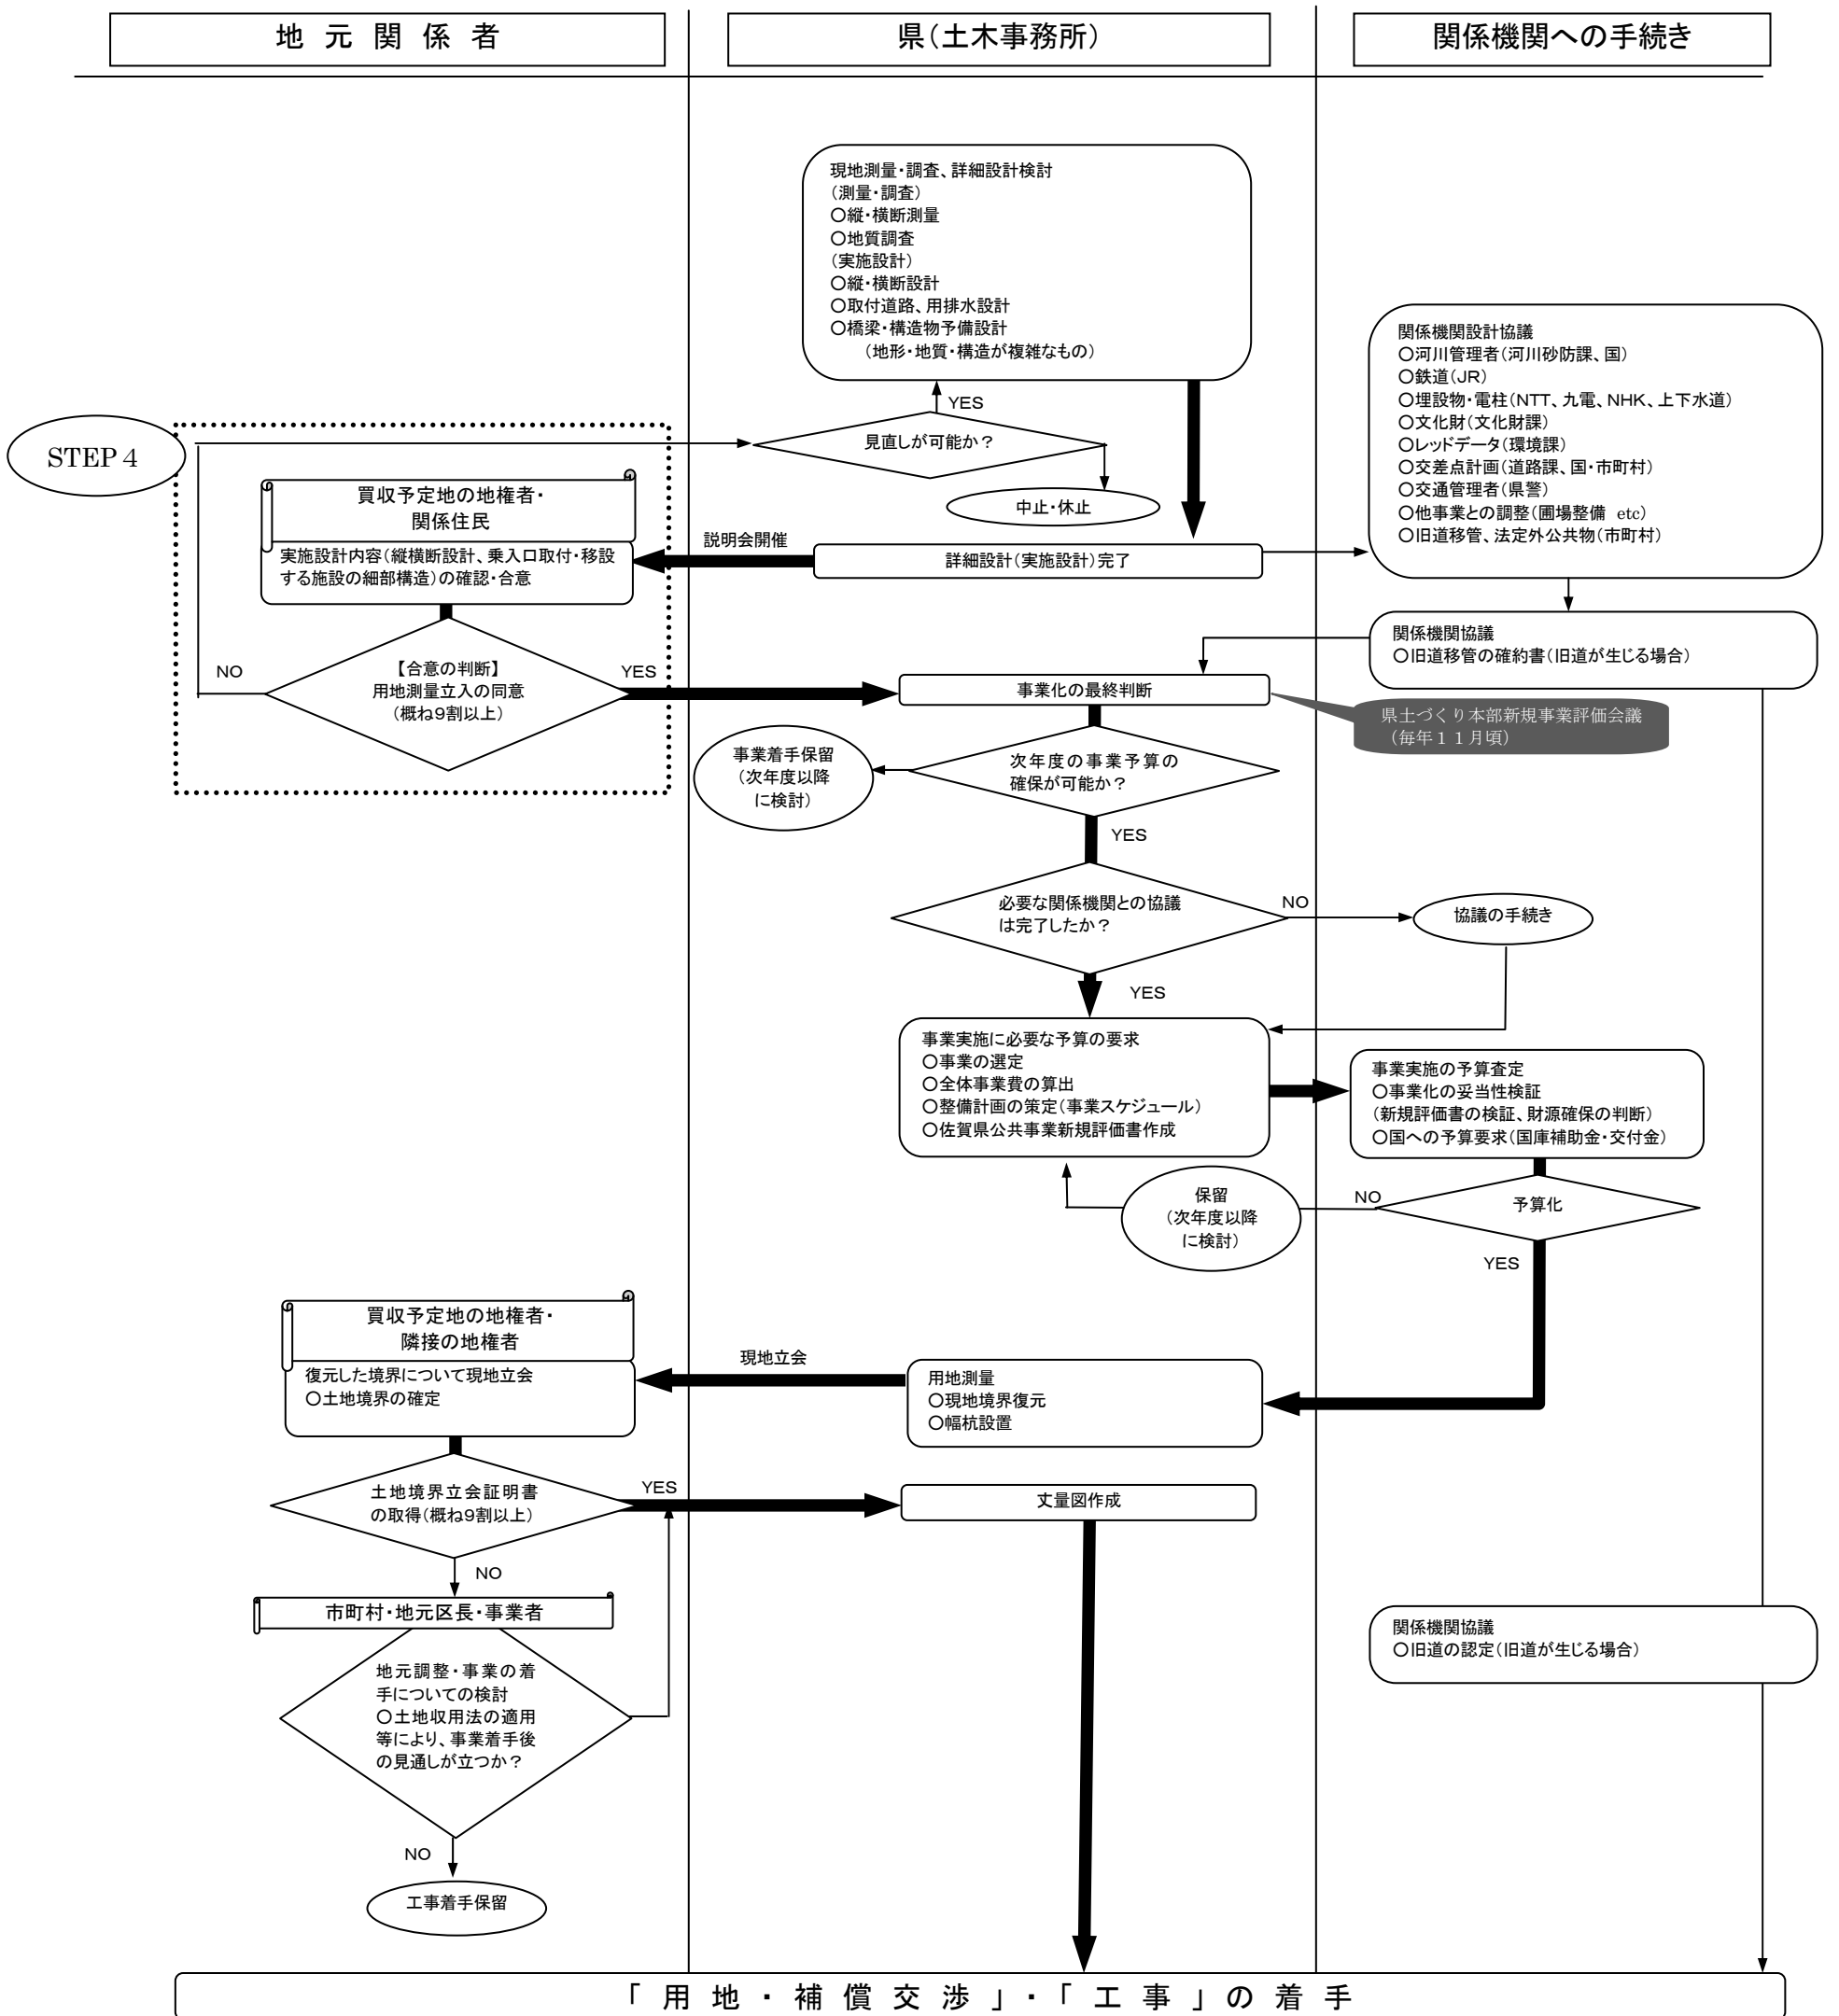 地元関係者
県（土木事務所）
関係機関への手続き
現地測量・調査、詳細設計検討
（測量・調査）
○縦・横断測量
○地質調査
（実施設計）
○縦・横断設計
○取付道路、用排水設計
○橋梁・構造物予備設計
（地形・地質・構造が複雑なもの）
関係機関設計協議
○河川管理者（河川砂防課、国）
○鉄道（JR）
○埋設物・電柱（NTT、九電、NHK、上下水道）
○文化財（文化財課）
○レッドデータ（環境課）
○交差点計画（道路課、国・市町村）
○交通管理者（県警）
○他事業との調整（圃場整備 etc）
○旧道移管、法定外公共物（市町村）
YES
見直しが可能か？
中止・休止
STEP４
買収予定地の地権者・
関係住民
実施設計内容（縦横断設計、乗入口取付・移設
する施設の細部構造）の確認・合意
説明会開催
詳細設計（実施設計）完了
関係機関協議
○旧道移管の確約書（旧道が生じる場合）
NO
【合意の判断】
用地測量立入の同意
（概ね９割以上）
YES
事業化の最終判断
県土づくり本部新規事業評価会議
（毎年１１月頃）
事業着手保留
（次年度以降
に検討）
次年度の事業予算の
確保が可能か？
YES
必要な関係機関との協議
は完了したか？
NO
協議の手続き
YES
事業実施に必要な予算の要求
○事業の選定
○全体事業費の算出
○整備計画の策定（事業スケジュール）
○佐賀県公共事業新規評価書作成
事業実施の予算査定
○事業化の妥当性検証
（新規評価書の検証、財源確保の判断）
○国への予算要求（国庫補助金・交付金）
保留
（次年度以降
に検討）
NO
予算化
YES
買収予定地の地権者・
隣接の地権者
復元した境界について現地立会
○土地境界の確定
現地立会
用地測量
○現地境界復元
○幅杭設置
土地境界立会証明書
の取得（概ね９割以上）
YES
丈量図作成
NO
市町村・地元区長・事業者
地元調整・事業の着
手についての検討
○土地収用法の適用
等により、事業着手後
の見通しが立つか？
関係機関協議
○旧道の認定（旧道が生じる場合）
NO
工事着手保留
「用地・補償交渉」・「工事」の着手